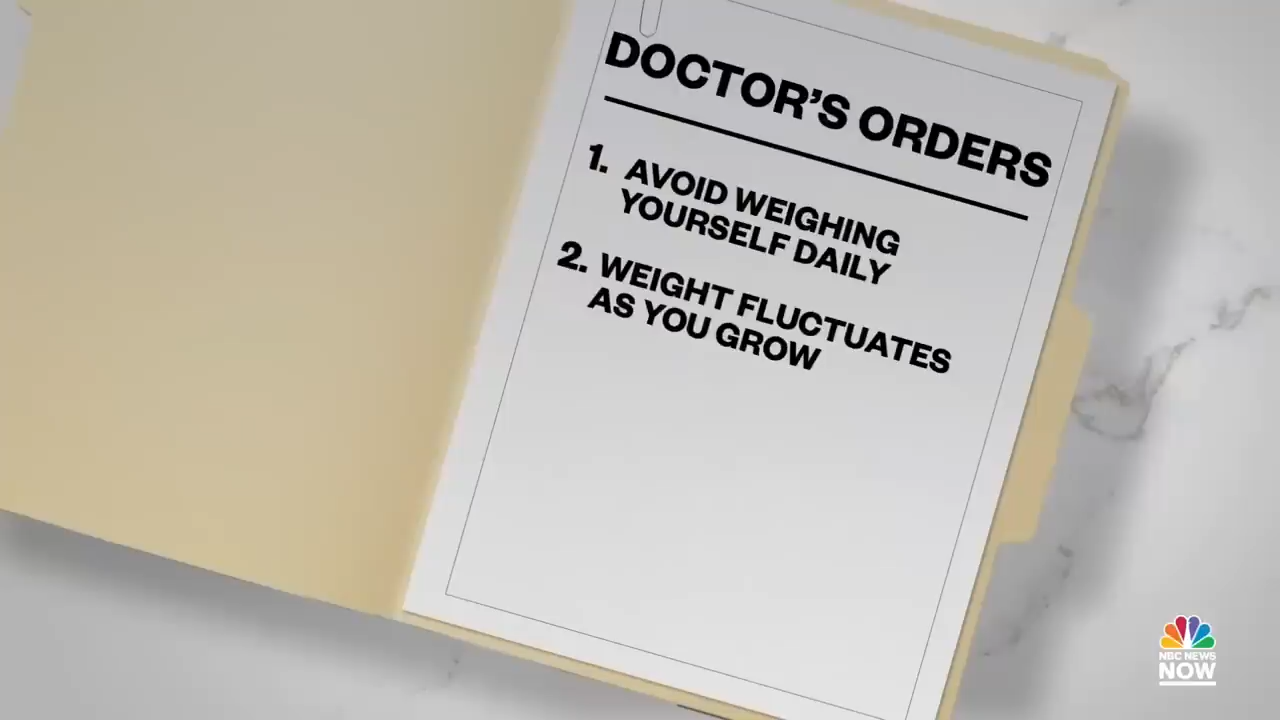 DOCTOR'S ORDERS
1. AVOID WEIGHING
YOURSELF DAILY
2. WEIGHT FLUCTUATES
AS YOU GROW
NBC NEWS
NOW